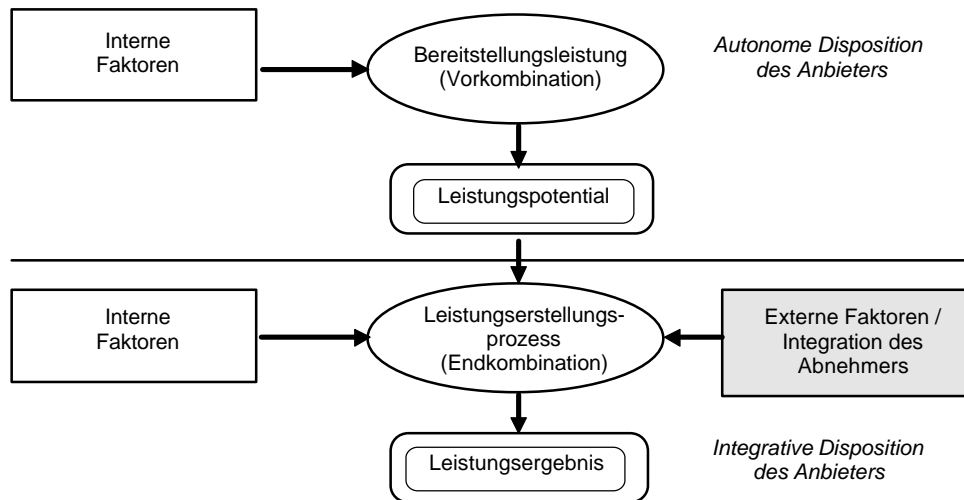 Interne
Faktoren
Bereitstellungsleistung
(Vorkombination)
Autonome Disposition
des Anbieters
Leistungspotential
Interne
Faktoren
Leistungserstellungs-
prozess
(Endkombination)
Externe Faktoren /
Integration des
Abnehmers
Leistungsergebnis
Integrative Disposition
des Anbieters